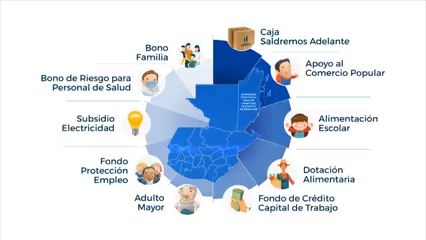 Caja
Saldremos Adelante
Bono
Familia
Apoyo al
Comercio Popular
Bono de Riesgo para
Personal de Salud
Subsidio
Electricidad
Alimentación
Escolar
Fondo
Protección
Empleo
Dotación
Alimentaria
Adulto
Mayor
Fondo de Crédito
Capital de Trabajo